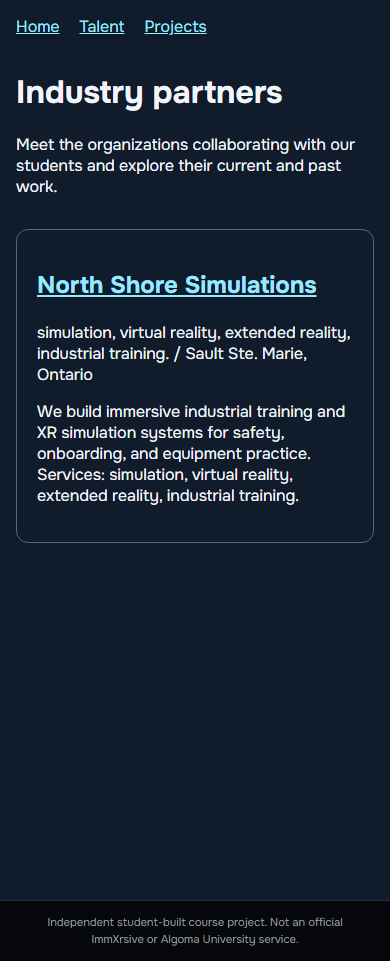 Home Talent Projects
Industry partners
Meet the organizations collaborating with our
students and explore their current and past
work.
North Shore Simulations
simulation, virtual reality, extended reality,
industrial training. / Sault Ste. Marie,
Ontario
We build immersive industrial training and
XR simulation systems for safety,
onboarding, and equipment practice.
Services: simulation, virtual reality,
extended reality, industrial training.
Independent student-built course project. Not an official
ImmXrsive or Algoma University service.